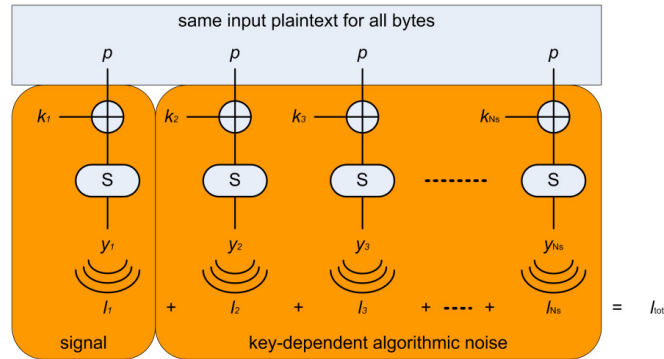 same input plaintext for all bytes
p p p p
k1 k2 k3 kNs
S S S S
y1 y2 y3 yNs
l1 + l2 + l3 + + lNs = ltot
signal key-dependent algorithmic noise